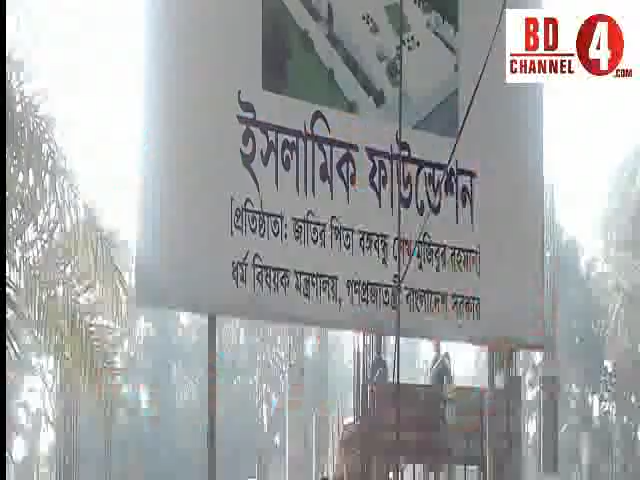 BD
CHANNEL 4.COM
ইসলামিক ফাউন্ডেশন
[প্রতিষ্ঠাতা: জাতির পিতা বঙ্গবন্ধু শেখ মুজিবুর রহমান]
ধর্ম বিষয়ক মন্ত্রণালয়, গণপ্রজাতন্ত্রী বাংলাদেশ সরকার